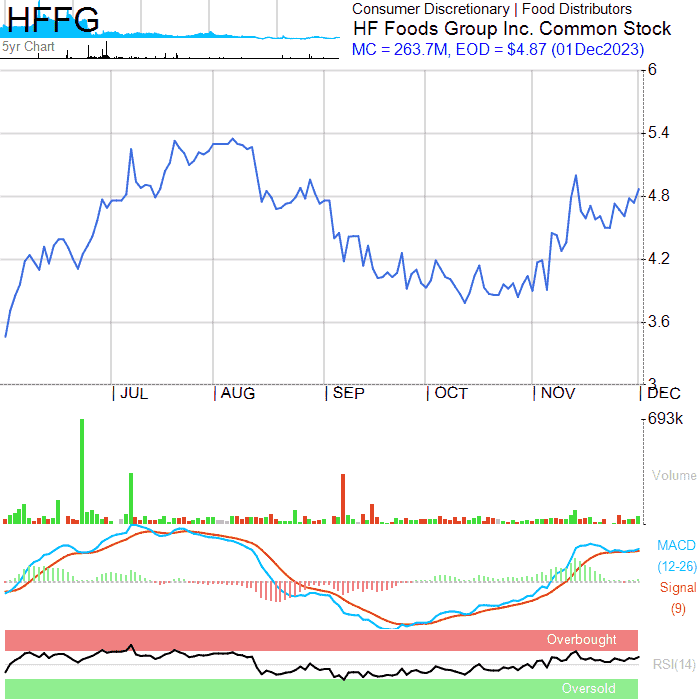 HFFG
5yr Chart
Consumer Discretionary | Food Distributors
HF Foods Group Inc. Common Stock
MC = 263.7M, EOD = $4.87 (01Dec2023)
6
5.4
4.8
4.2
3.6
3
JUL AUG SEP OCT NOV DEC
693k
Volume
MACD
(12-26)
Signal
(9)
Overbought
RSI(14)
Oversold